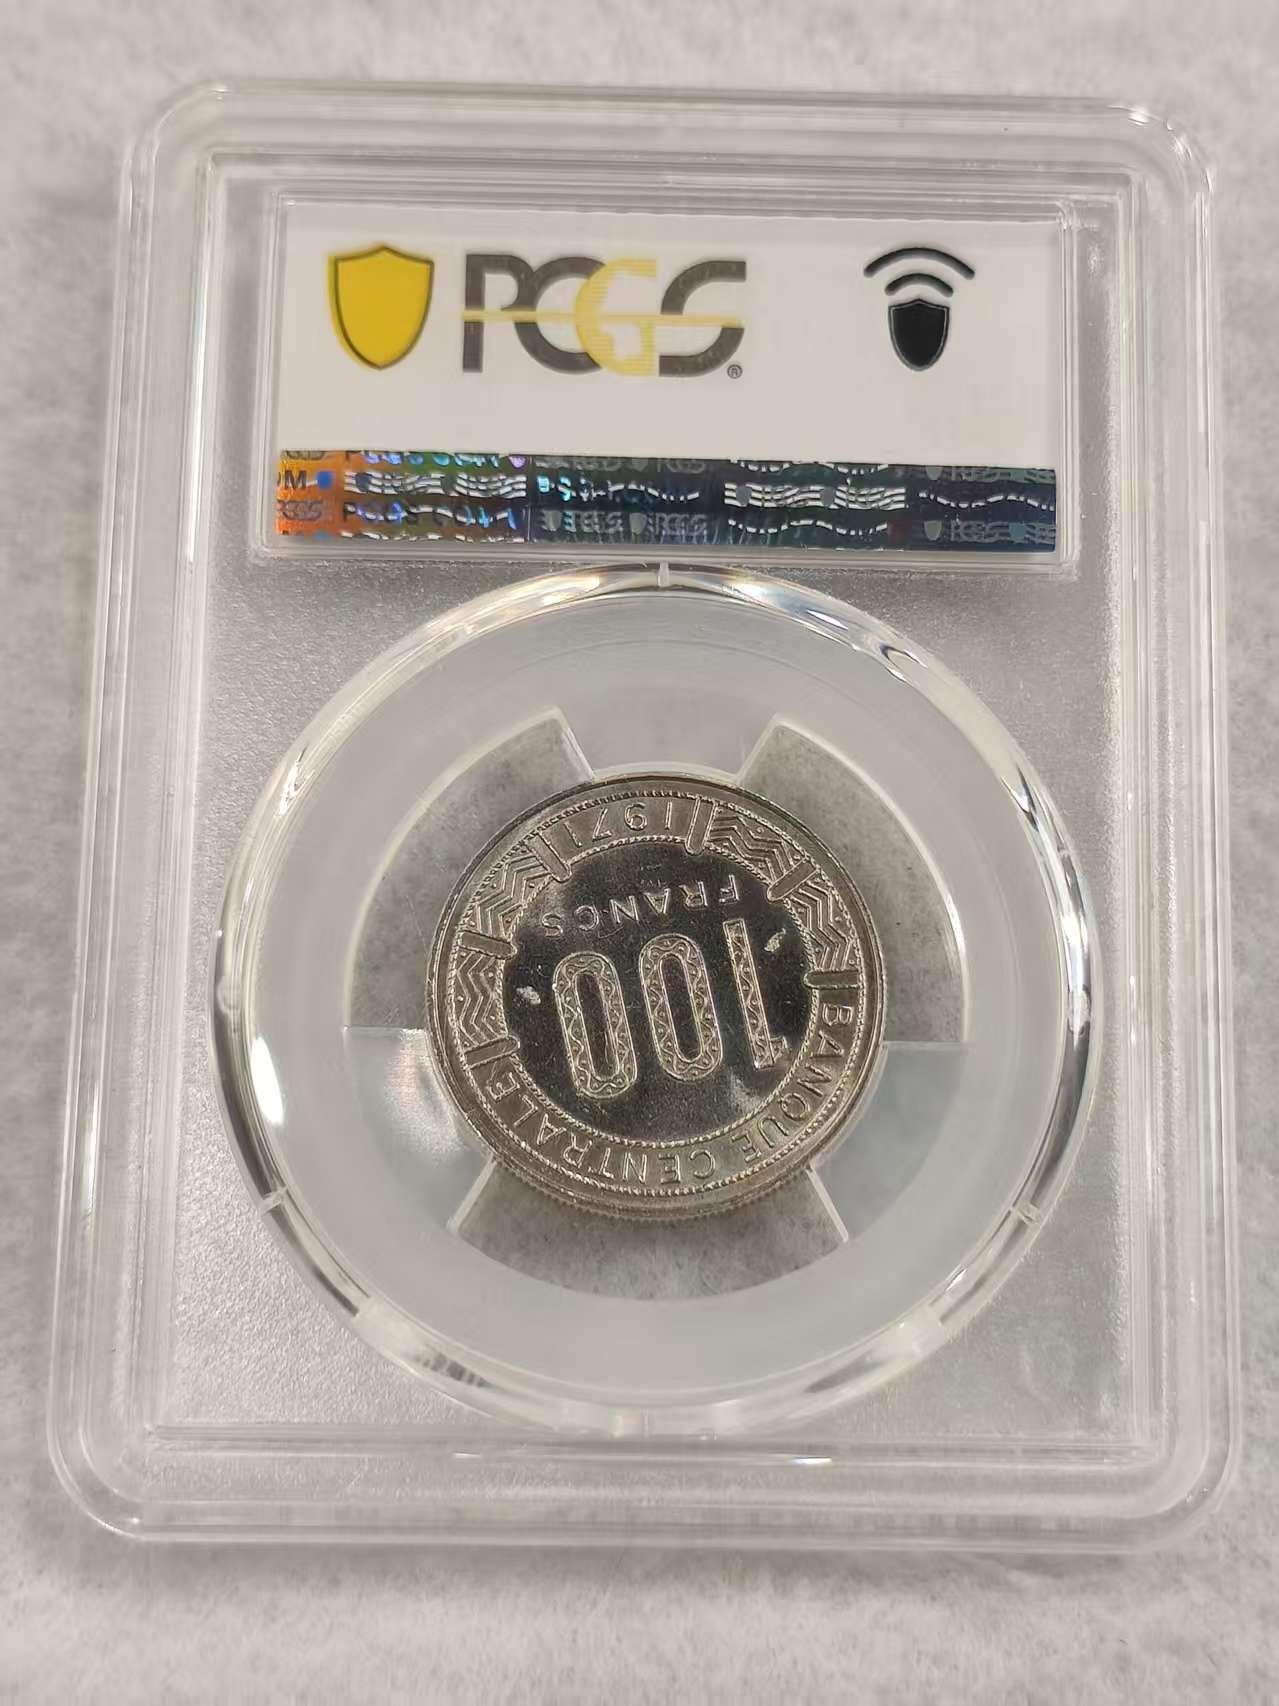 PCGS®
1971
FRANCS
100
BANQUE CENTRALE